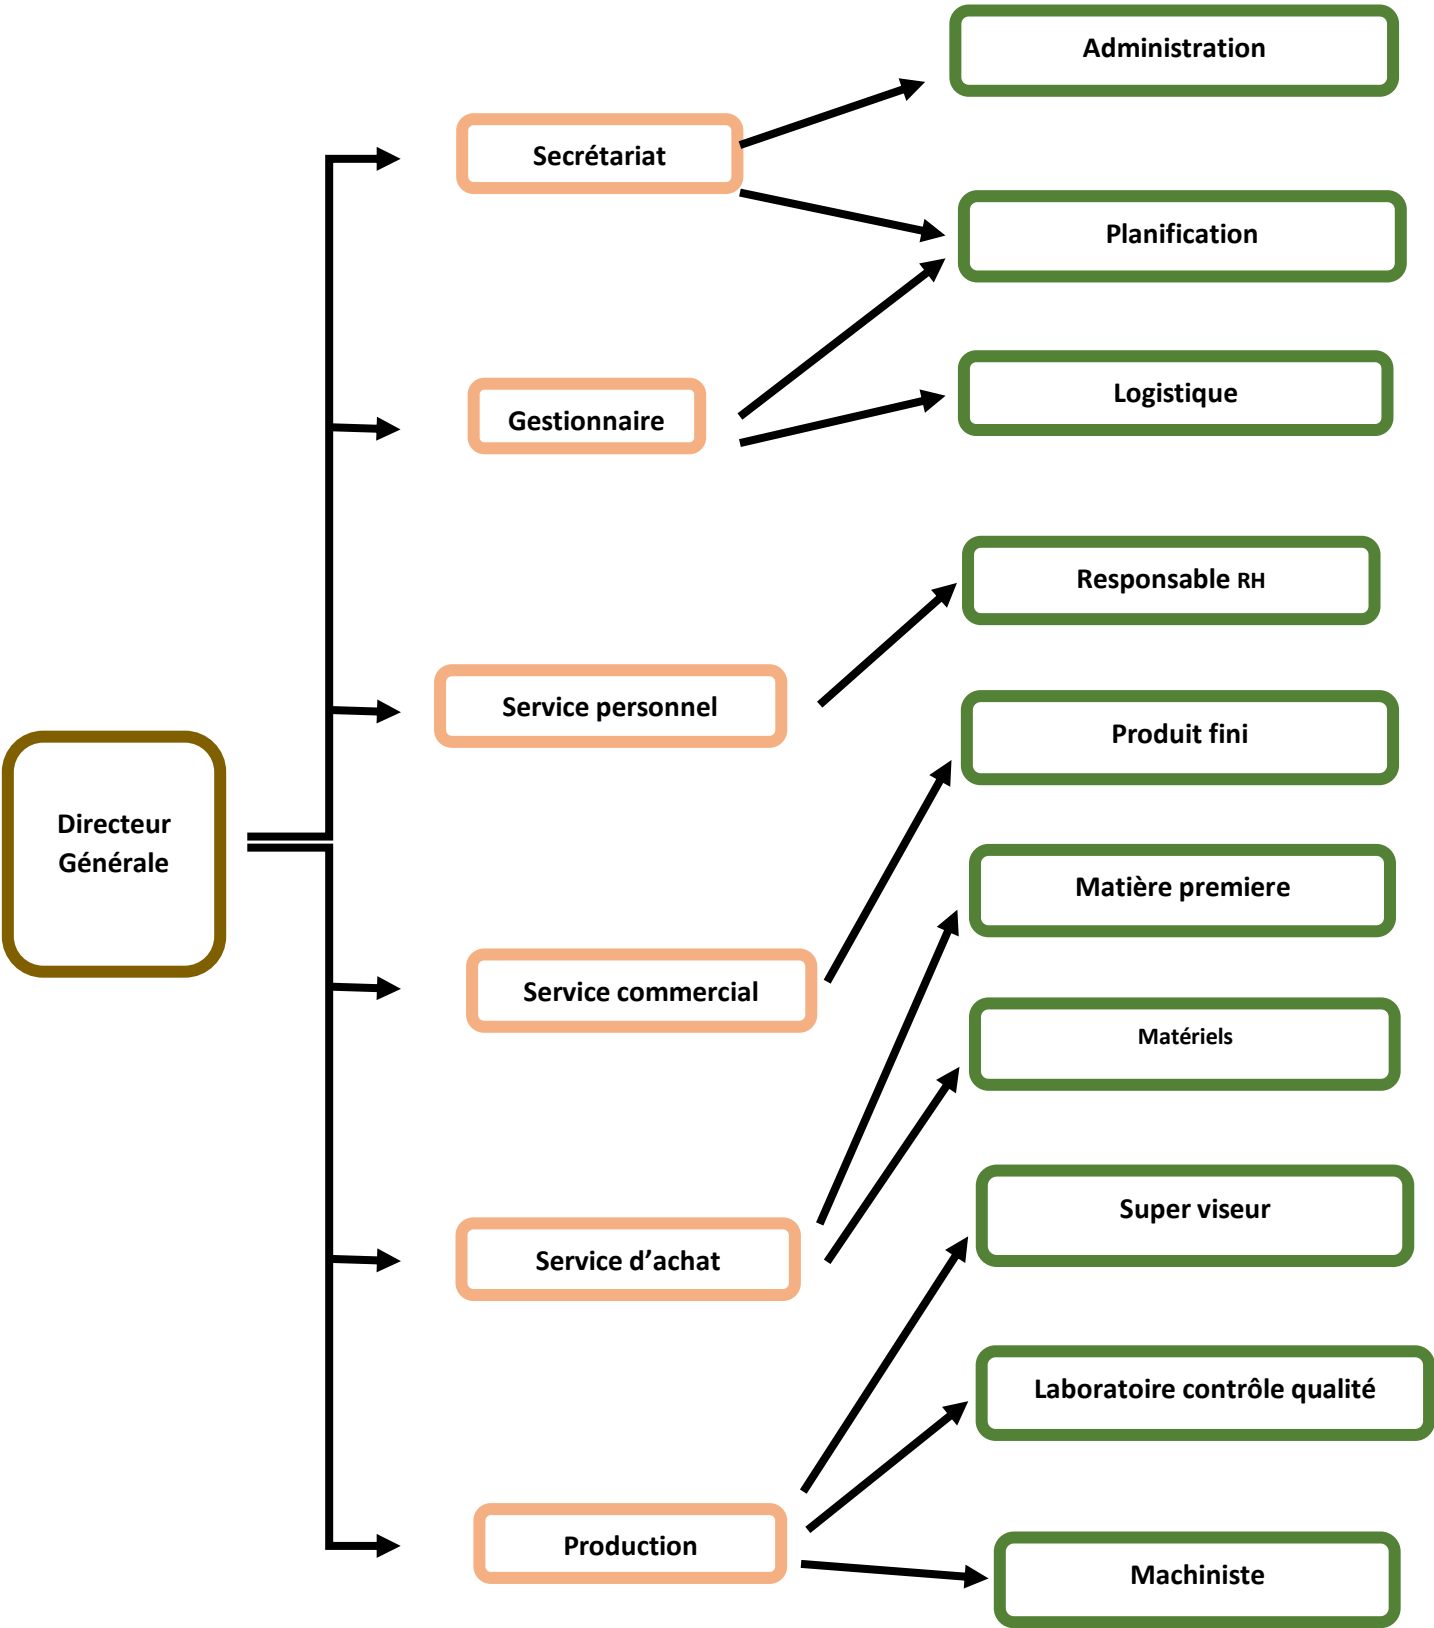 Administration
Secrétariat
Planification
Logistique
Gestionnaire
Responsable RH
Service personnel
Produit fini
Directeur
Générale
Matière premiere
Service commercial
Matériels
Super viseur
Service d’achat
Laboratoire contrôle qualité
Production
Machiniste